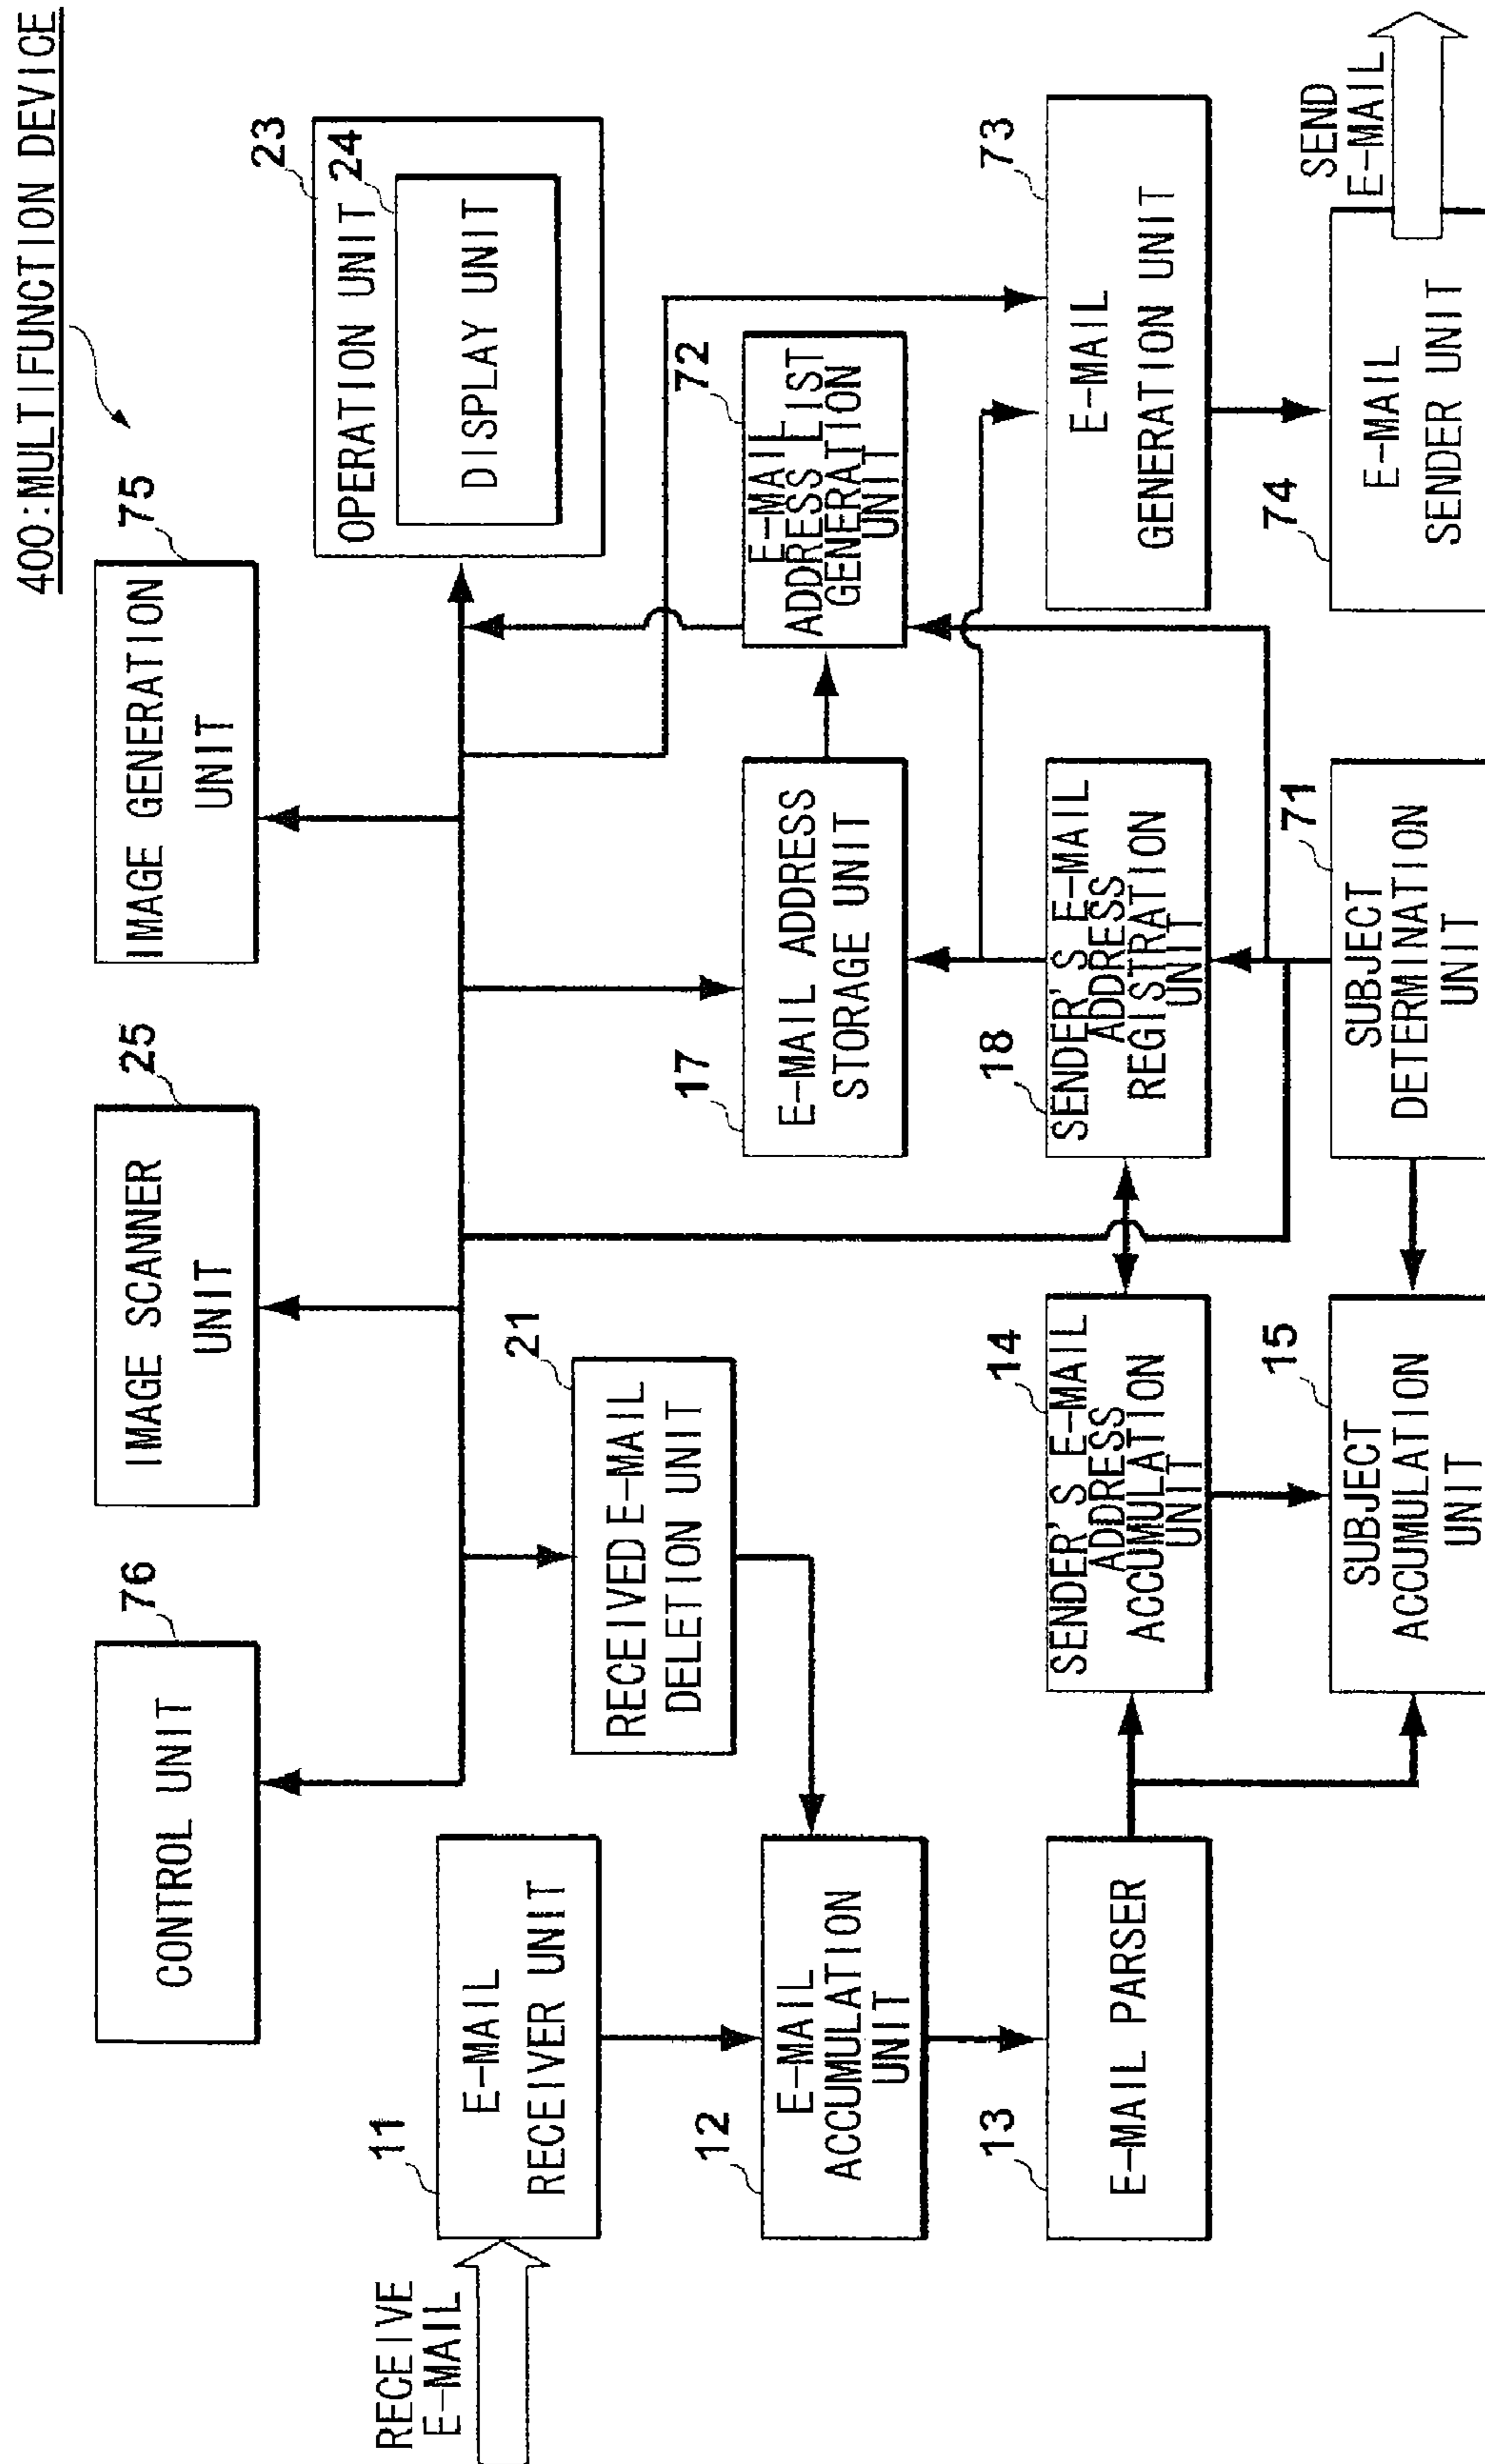 400:MULTIFUNCTION DEVICE
76
CONTROL UNIT
25
IMAGE SCANNER
UNIT
75
IMAGE GENERATION
UNIT
23
OPERATION UNIT
24
DISPLAY UNIT
RECEIVE
E-MAIL
11
E-MAIL
RECEIVER UNIT
21
RECEIVED E-MAIL
DELETION UNIT
12
E-MAIL
ACCUMULATION
UNIT
17
E-MAIL ADDRESS
STORAGE UNIT
72
E-MAIL
ADDRESS LIST
GENERATION
UNIT
13
E-MAIL PARSER
14
SENDER'S E-MAIL
ADDRESS
ACCUMULATION
UNIT
18
SENDER'S E-MAIL
ADDRESS
REGISTRATION
UNIT
73
E-MAIL
GENERATION UNIT
15
SUBJECT
ACCUMULATION
UNIT
71
SUBJECT
DETERMINATION
UNIT
74
E-MAIL
SENDER UNIT
SEND
E-MAIL